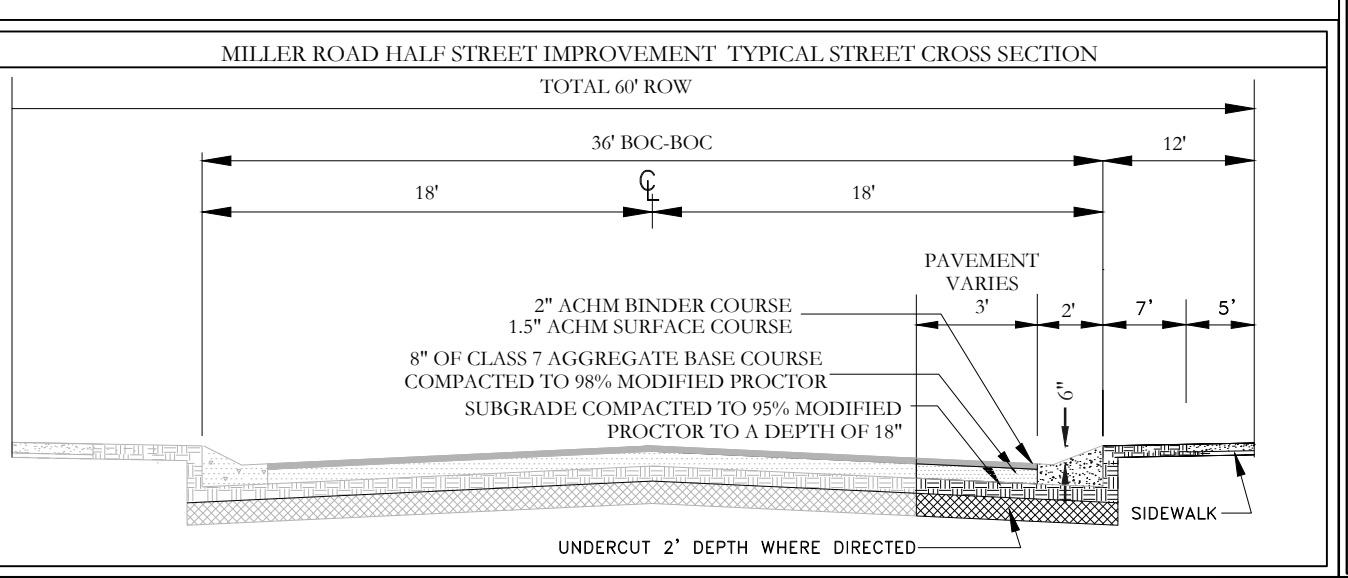 MILLER ROAD HALF STREET IMPROVEMENT TYPICAL STREET CROSS SECTION
TOTAL 60' ROW
36' BOC-BOC
12'
18'
℄
18'
PAVEMENT
VARIES
3'
2'
7'
5'
2" ACHM BINDER COURSE
1.5" ACHM SURFACE COURSE
8" OF CLASS 7 AGGREGATE BASE COURSE
COMPACTED TO 98% MODIFIED PROCTOR
6"
SUBGRADE COMPACTED TO 95% MODIFIED
PROCTOR TO A DEPTH OF 18"
SIDEWALK
UNDERCUT 2' DEPTH WHERE DIRECTED